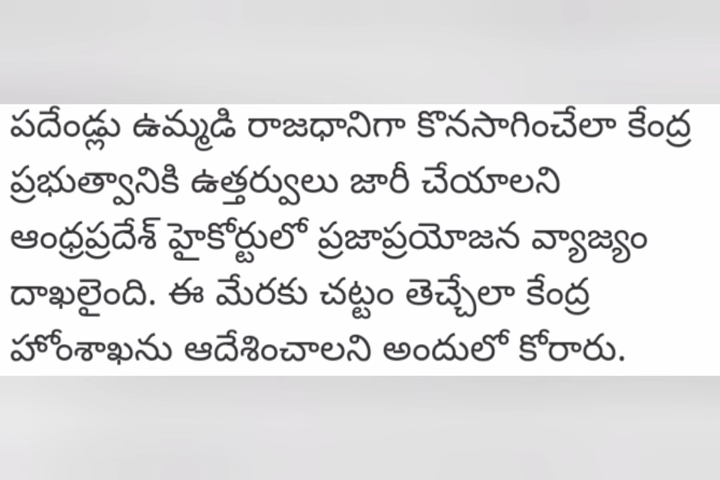 పదేండ్లు ఉమ్మడి రాజధానిగా కొనసాగించేలా కేంద్ర
ప్రభుత్వానికి ఉత్తర్వులు జారీ చేయాలని
ఆంధ్రప్రదేశ్ హైకోర్టులో ప్రజాప్రయోజన వ్యాజ్యం
దాఖలైంది. ఈ మేరకు చట్టం తెచ్చేలా కేంద్ర
హోంశాఖను ఆదేశించాలని అందులో కోరారు.